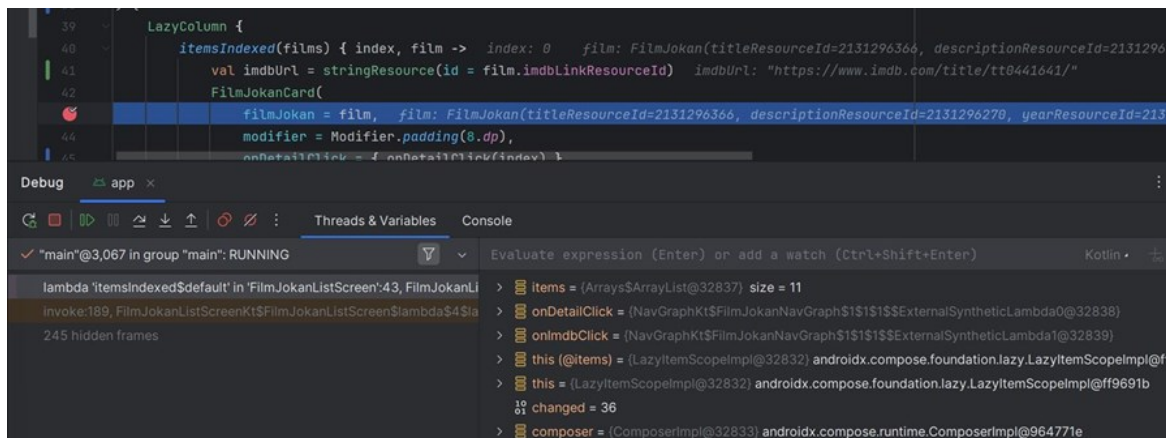 39 LazyColumn {
40 itemsIndexed(films) { index, film -> index: 0 film: FilmJokan(titleResourceId=2131296366, descriptionResourceId=2131296
41 val imdbUrl = stringResource(id = film.imdbLinkResourceId) imdbUrl: "https://www.imdb.com/title/tt0441641/"
42 FilmJokanCard(
filmJokan = film, film: FilmJokan(titleResourceId=2131296366, descriptionResourceId=2131296270, yearResourceId=213
44 modifier = Modifier.padding(8.dp),
45 onDetailClick = { onDetailClick(index) }
Debug app
Threads & Variables Console
"main"@3,067 in group "main": RUNNING
Evaluate expression (Enter) or add a watch (Ctrl+Shift+Enter) Kotlin
lambda 'itemsIndexed$default' in 'FilmJokanListScreen':43, FilmJokanLi
invoke:189, FilmJokanListScreenKt$FilmJokanListScreen$lambda$4$la
245 hidden frames
items = {Arrays$ArrayList@32837} size = 11
onDetailClick = {NavGraphKt$FilmJokanNavGraph$1$1$1$$ExternalSyntheticLambda0@32838}
onImdbClick = {NavGraphKt$FilmJokanNavGraph$1$1$1$$ExternalSyntheticLambda1@32839}
this (@items) = {LazyItemScopeImpl@32832} androidx.compose.foundation.lazy.LazyItemScopeImpl@f
this = {LazyItemScopeImpl@32832} androidx.compose.foundation.lazy.LazyItemScopeImpl@ff9691b
changed = 36
composer = {ComposerImpl@32833} androidx.compose.runtime.ComposerImpl@964771e